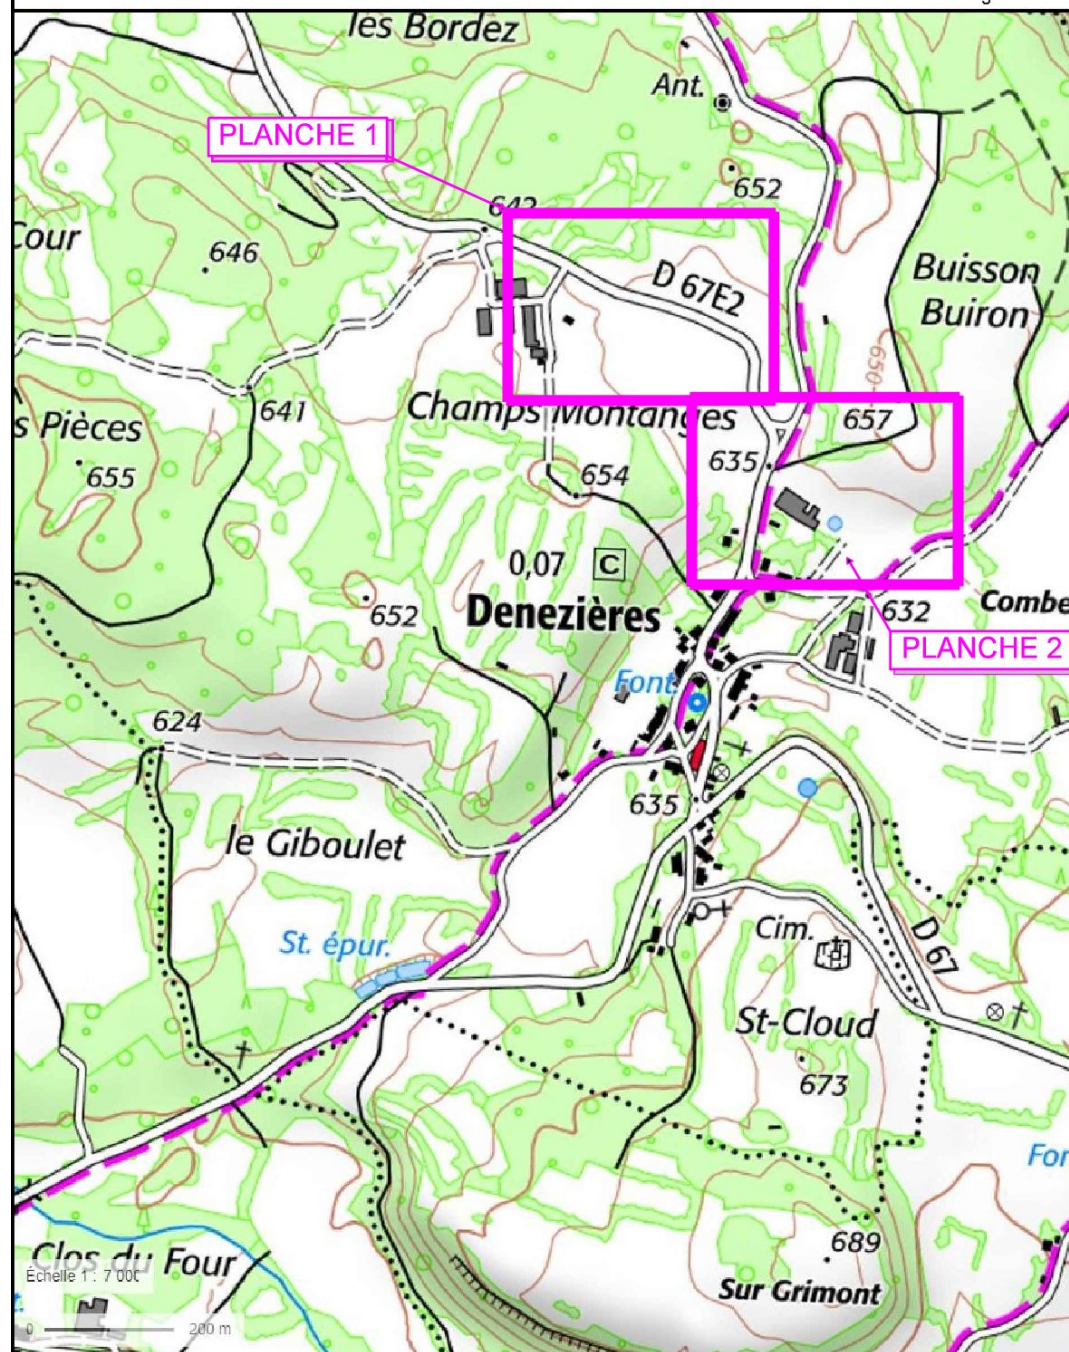 les Bordez
Ant.
PLANCHE 1
652
642
Cour
646
D 67E2
Buisson
Buiron
650
641
Champs Montanges
657
s Pièces
655
635
654
0,07 C
652
Denezières
632
Combe
PLANCHE 2
Font.
624
635
le Giboulet
St. épur.
Cim.
D 67
St-Cloud
673
For
689
Clos du Four
Échelle 1 : 7 000
Sur Grimont
0 200 m